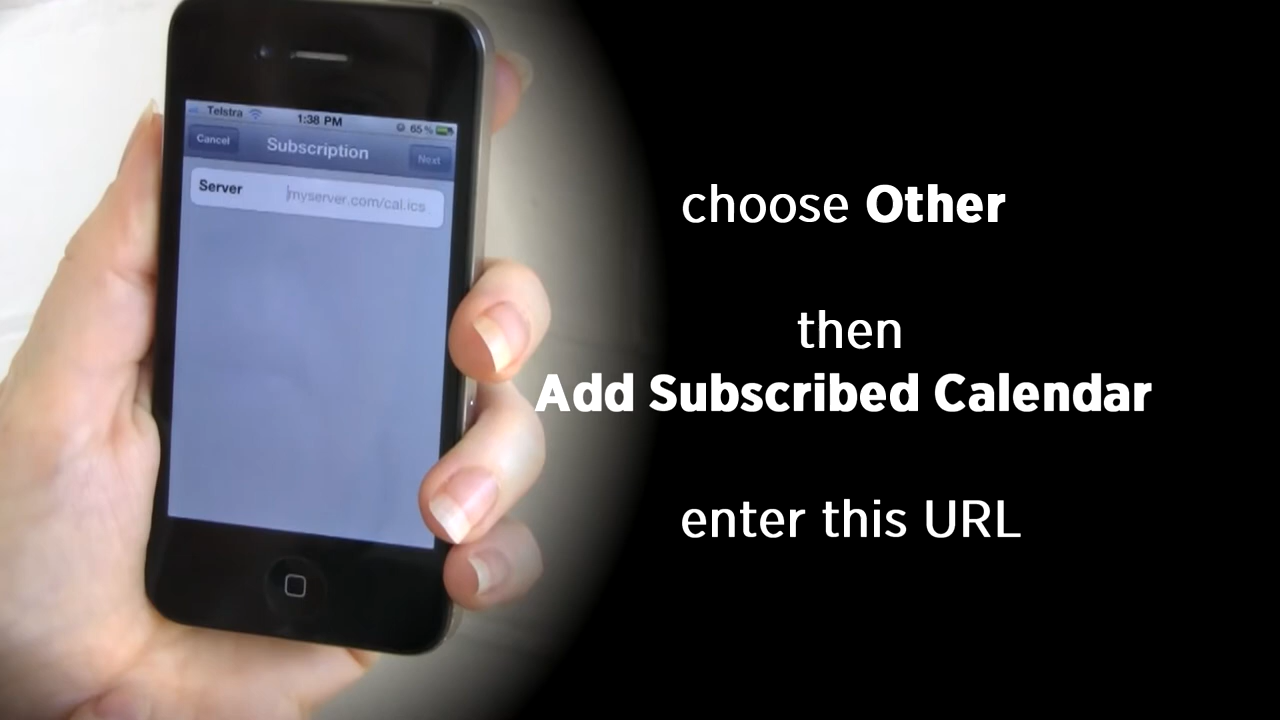 Telstra 1:38 PM 65%
Cancel Subscription Next
Server myserver.com/cal.ics
choose Other
then
Add Subscribed Calendar
enter this URL